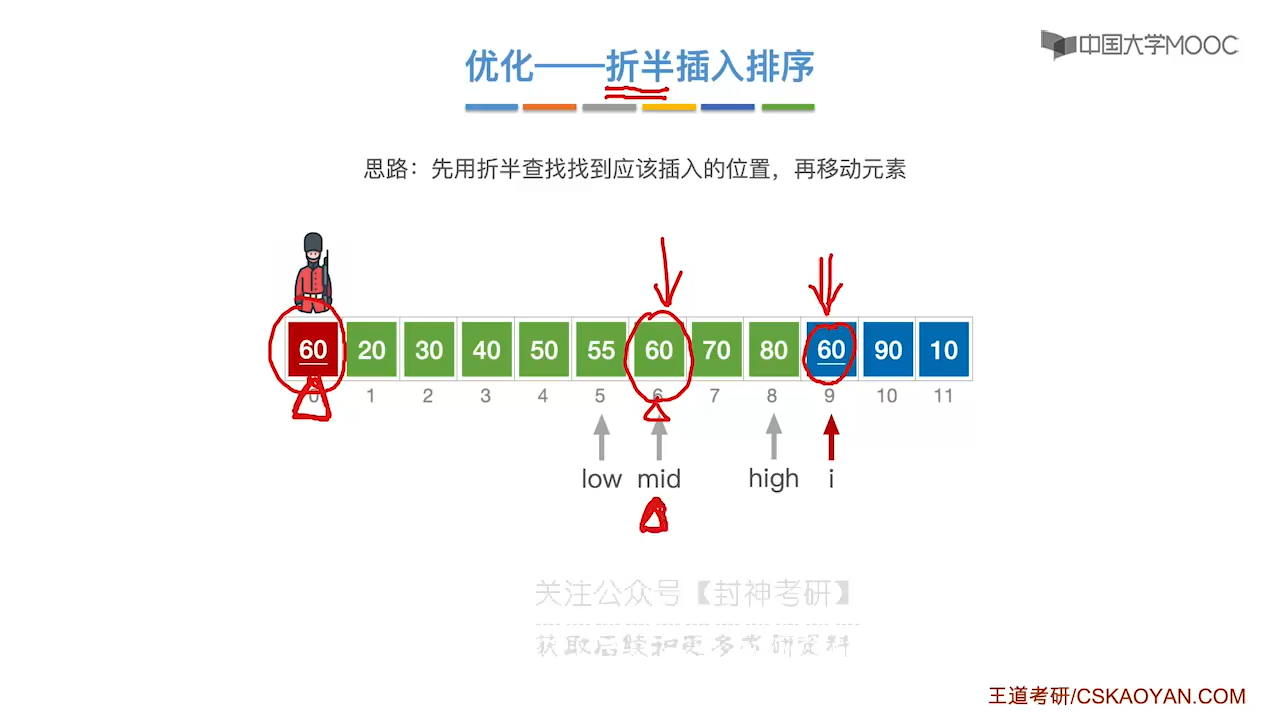 中国大学MOOC
优化——折半插入排序
思路：先用折半查找找到应该插入的位置，再移动元素
60 20 30 40 50 55 60 70 80 60 90 10
0 1 2 3 4 5 6 7 8 9 10 11
low mid high i
关注公众号【封神考研】
获取后续和更多考研资料
王道考研/CSKAOYAN.COM